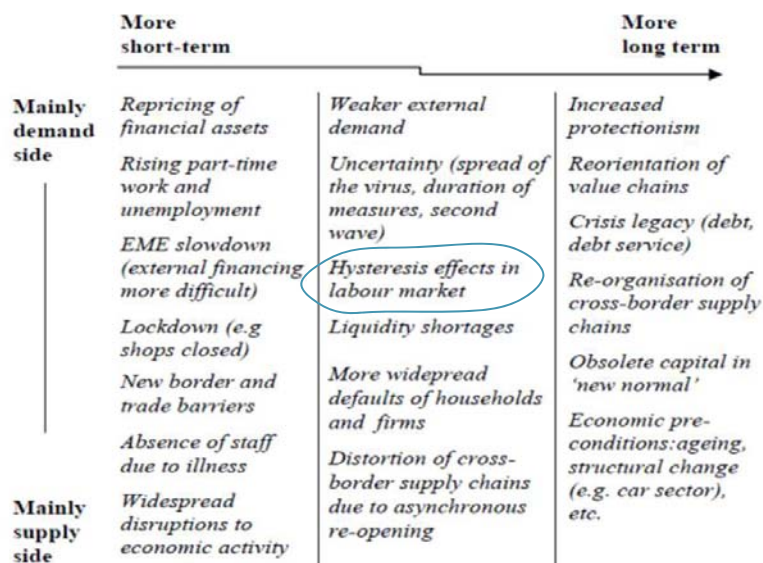 More
short-term
More
long term
Mainly
demand
side
Mainly
supply
side
Repricing of
financial assets
Rising part-time
work and
unemployment
EME slowdown
(external financing
more difficult)
Lockdown (e.g
shops closed)
New border and
trade barriers
Absence of staff
due to illness
Widespread
disruptions to
economic activity
Weaker external
demand
Uncertainty (spread of
the virus, duration of
measures, second
wave)
Hysteresis effects in
labour market
Liquidity shortages
More widepread
defaults of households
and firms
Distortion of cross-
border supply chains
due to asynchronous
re-opening
Increased
protectionism
Reorientation of
value chains
Crisis legacy (debt,
debt service)
Re-organisation of
cross-border supply
chains
Obsolete capital in
‘new normal’
Economic pre-
conditions:ageing,
structural change
(e.g. car sector),
etc.